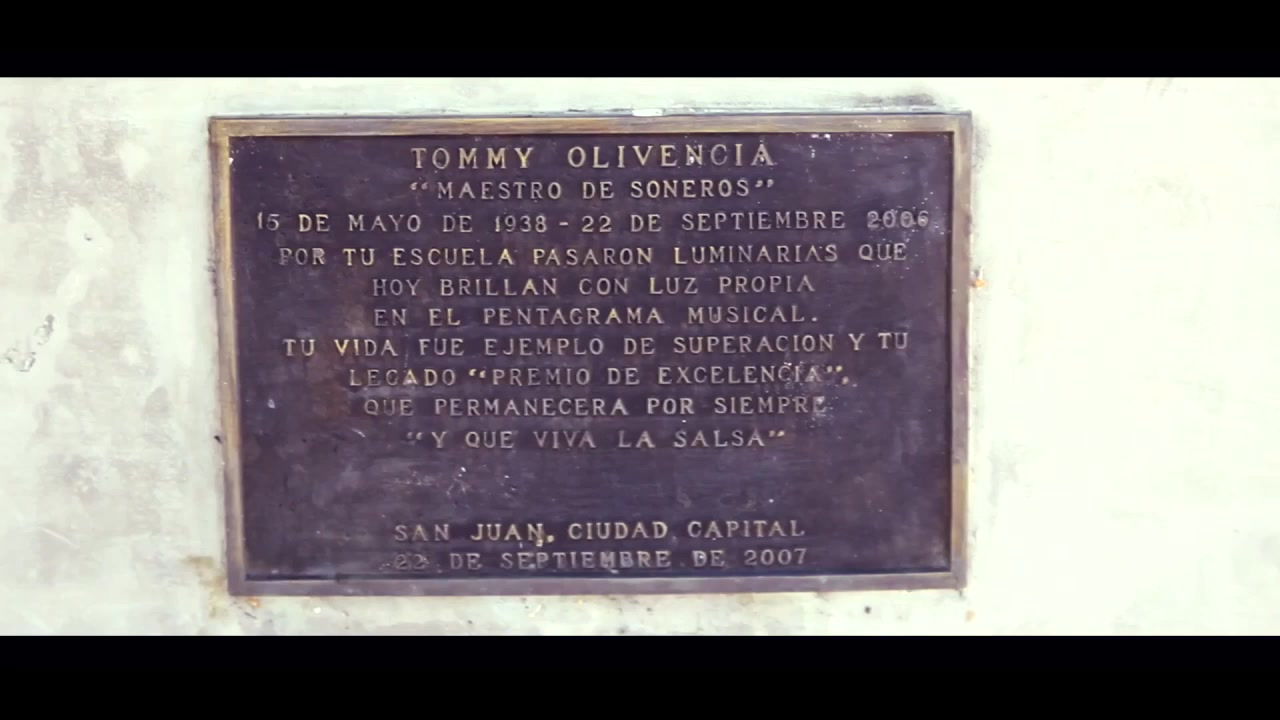 TOMMY OLIVENCIA
"MAESTRO DE SONEROS"
15 DE MAYO DE 1938 - 22 DE SEPTIEMBRE 2006
POR TU ESCUELA PASARON LUMINARIAS QUE
HOY BRILLAN CON LUZ PROPIA
EN EL PENTAGRAMA MUSICAL.
TU VIDA FUE EJEMPLO DE SUPERACION Y TU
LEGADO "PREMIO DE EXCELENCIA",
QUE PERMANECERA POR SIEMPRE
"Y QUE VIVA LA SALSA"
SAN JUAN, CIUDAD CAPITAL
22 DE SEPTIEMBRE DE 2007